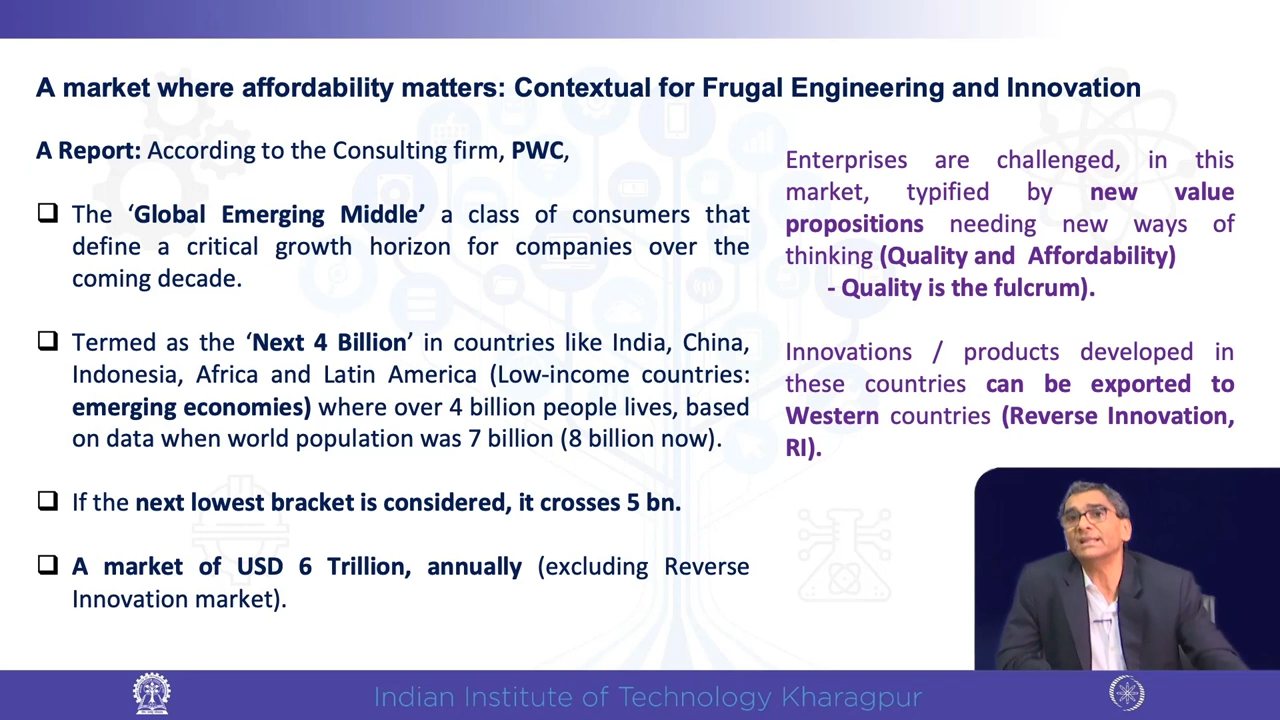 A market where affordability matters: Contextual for Frugal Engineering and Innovation
A Report: According to the Consulting firm, PWC,
❑ The ‘Global Emerging Middle’ a class of consumers that
define a critical growth horizon for companies over the
coming decade.
❑ Termed as the ‘Next 4 Billion’ in countries like India, China,
Indonesia, Africa and Latin America (Low-income countries:
emerging economies) where over 4 billion people lives, based
on data when world population was 7 billion (8 billion now).
❑ If the next lowest bracket is considered, it crosses 5 bn.
❑ A market of USD 6 Trillion, annually (excluding Reverse
Innovation market).
Enterprises are challenged, in this
market, typified by new value
propositions needing new ways of
thinking (Quality and Affordability)
- Quality is the fulcrum).
Innovations / products developed in
these countries can be exported to
Western countries (Reverse Innovation,
RI).
Indian Institute of Technology Kharagpur